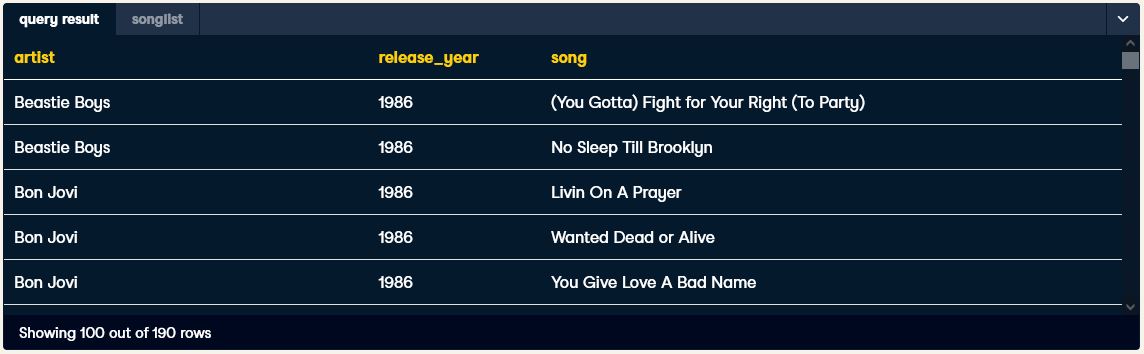 query result songlist
artist release_year song
Beastie Boys 1986 (You Gotta) Fight for Your Right (To Party)
Beastie Boys 1986 No Sleep Till Brooklyn
Bon Jovi 1986 Livin On A Prayer
Bon Jovi 1986 Wanted Dead or Alive
Bon Jovi 1986 You Give Love A Bad Name
Showing 100 out of 190 rows